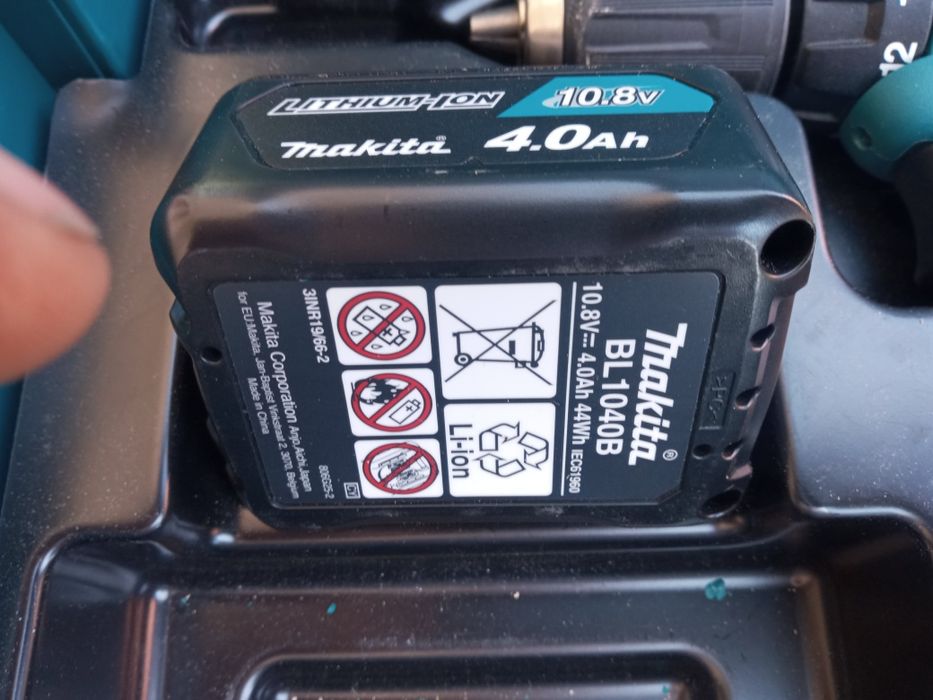 LITHIUM-ION 10.8V
makita® 4.0Ah
12
makita®
BL1040B
10.8V⎓ 4.0Ah 44Wh IEC61960
Li-ion
3INR19/66-2
Makita Corporation Anjo, Aichi, Japan
for EU:Makita, Jan-Baptist Vinkstraat 2, 3070, Belgium
Made in China